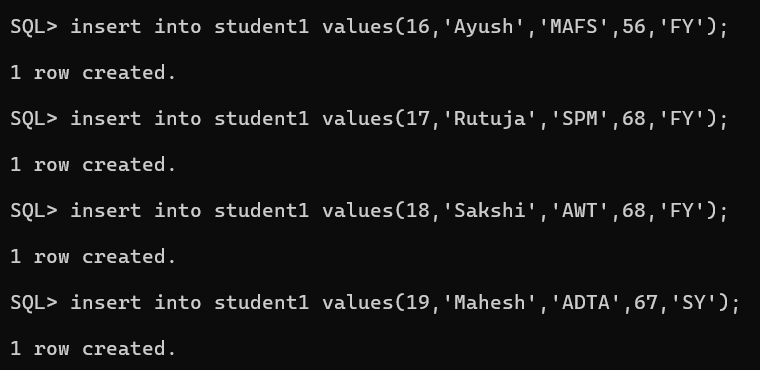 SQL> insert into student1 values(16,'Ayush','MAFS',56,'FY');
1 row created.
SQL> insert into student1 values(17,'Rutuja','SPM',68,'FY');
1 row created.
SQL> insert into student1 values(18,'Sakshi','AWT',68,'FY');
1 row created.
SQL> insert into student1 values(19,'Mahesh','ADTA',67,'SY');
1 row created.